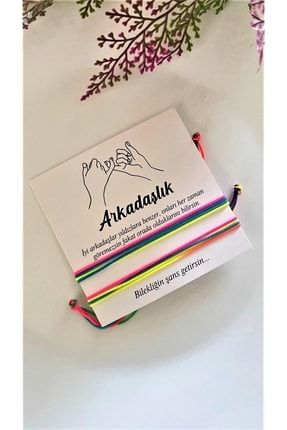 Arkadaşlık
İyi arkadaşlar yıldızlara benzer, onları her zaman
göremezsin fakat orada olduklarını bilirsin.
Bilekliğin şans getirsin...